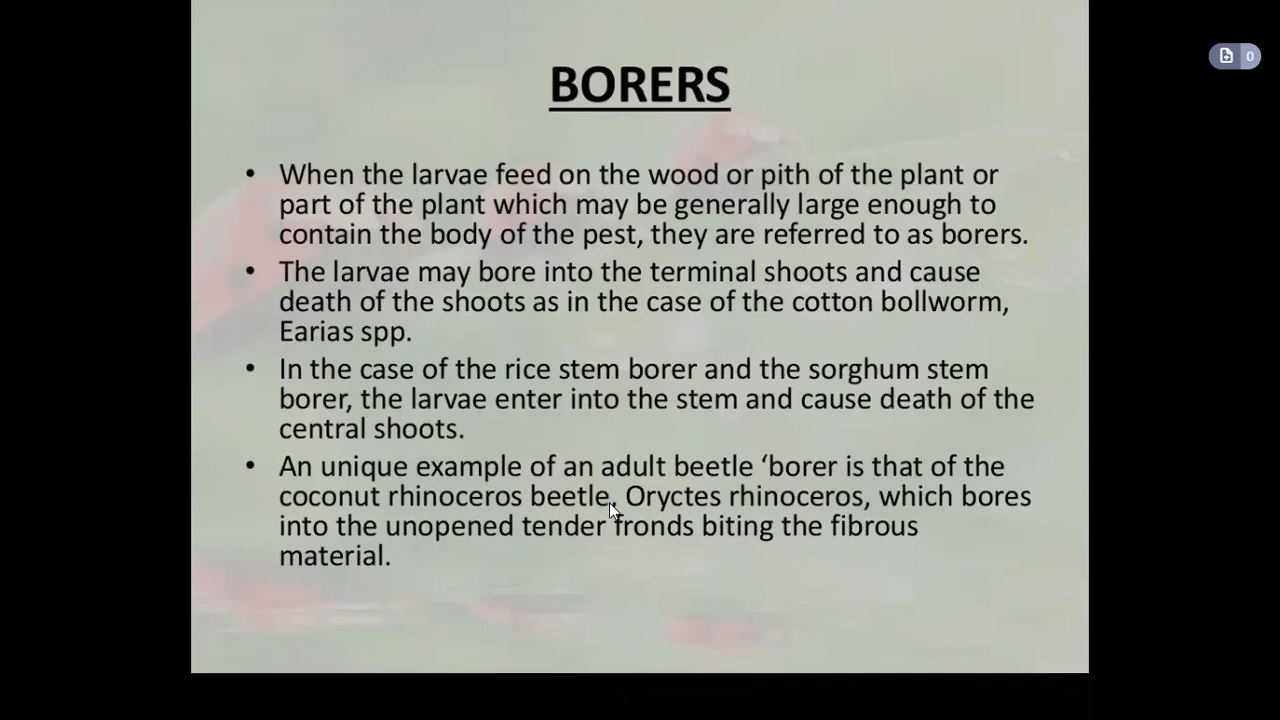 BORERS
• When the larvae feed on the wood or pith of the plant or
part of the plant which may be generally large enough to
contain the body of the pest, they are referred to as borers.
• The larvae may bore into the terminal shoots and cause
death of the shoots as in the case of the cotton bollworm,
Earias spp.
• In the case of the rice stem borer and the sorghum stem
borer, the larvae enter into the stem and cause death of the
central shoots.
• An unique example of an adult beetle ‘borer is that of the
coconut rhinoceros beetle, Oryctes rhinoceros, which bores
into the unopened tender fronds biting the fibrous
material.
0